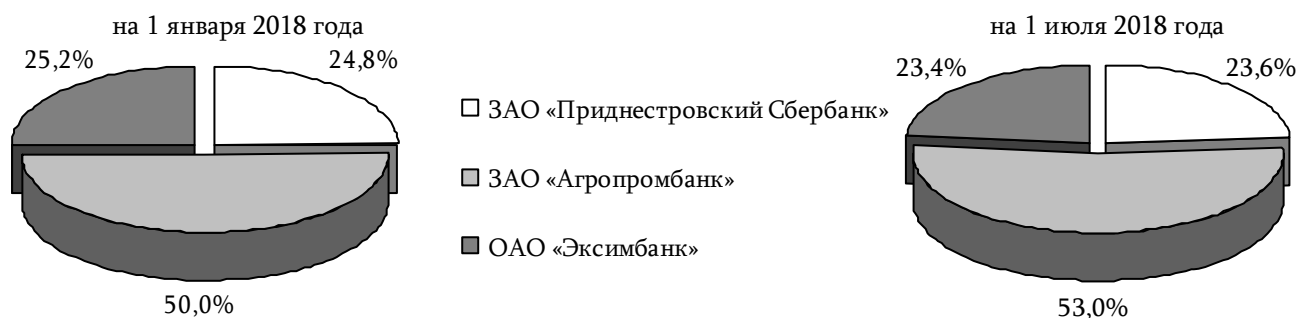 на 1 января 2018 года
25,2%
24,8%
50,0%
ЗАО «Приднестровский Сбербанк»
ЗАО «Агропромбанк»
ОАО «Эксимбанк»
на 1 июля 2018 года
23,4%
23,6%
53,0%